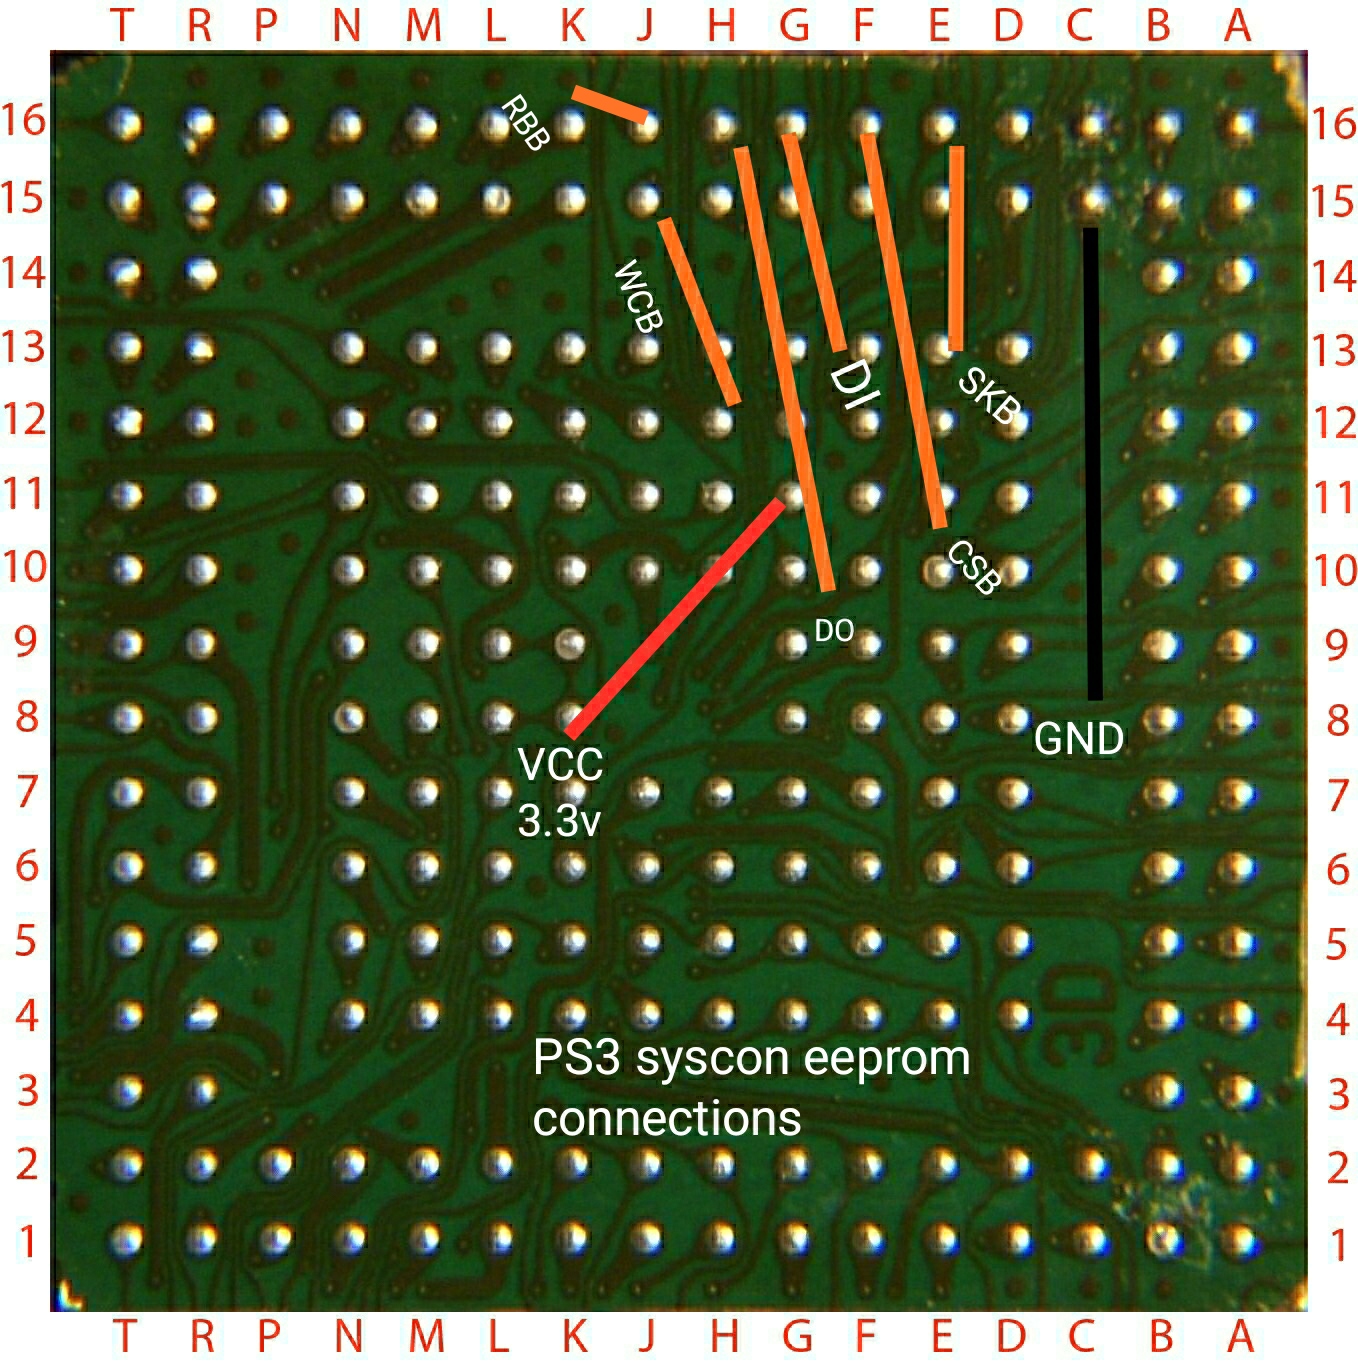 T R P N M L K J H G F E D C B A
16 RBB 16
15 15
14 WCB 14
13 DI SKB 13
12 12
11 11
10 CSB 10
9 DO 9
8 GND 8
VCC
7 7
3.3v
6 6
5 5
3D
4 4
PS3 syscon eeprom
3 3
connections
2 2
1 1
T R P N M L K J H G F E D C B A